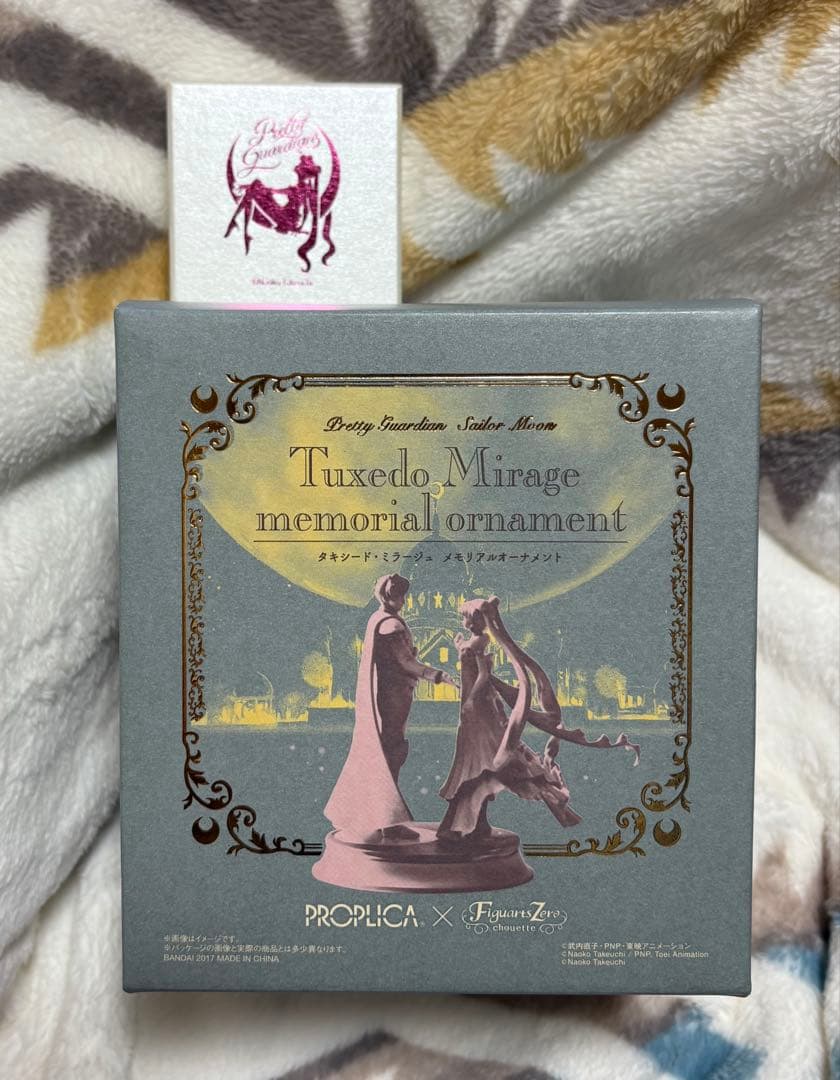 Pretty
Guardians
Pretty Guardian Sailor Moon
Tuxedo Mirage
memorial ornament
タキシード・ミラージュ メモリアルオーナメント
PROPLICA® × FiguartsZero
chouette
※画像はイメージです。
※パッケージの画像と実際の商品とは多少異なります。
BANDAI 2017 MADE IN CHINA
©武内直子・PNP・東映アニメーション
©Naoko Takeuchi / PNP, Toei Animation
©Naoko Takeuchi